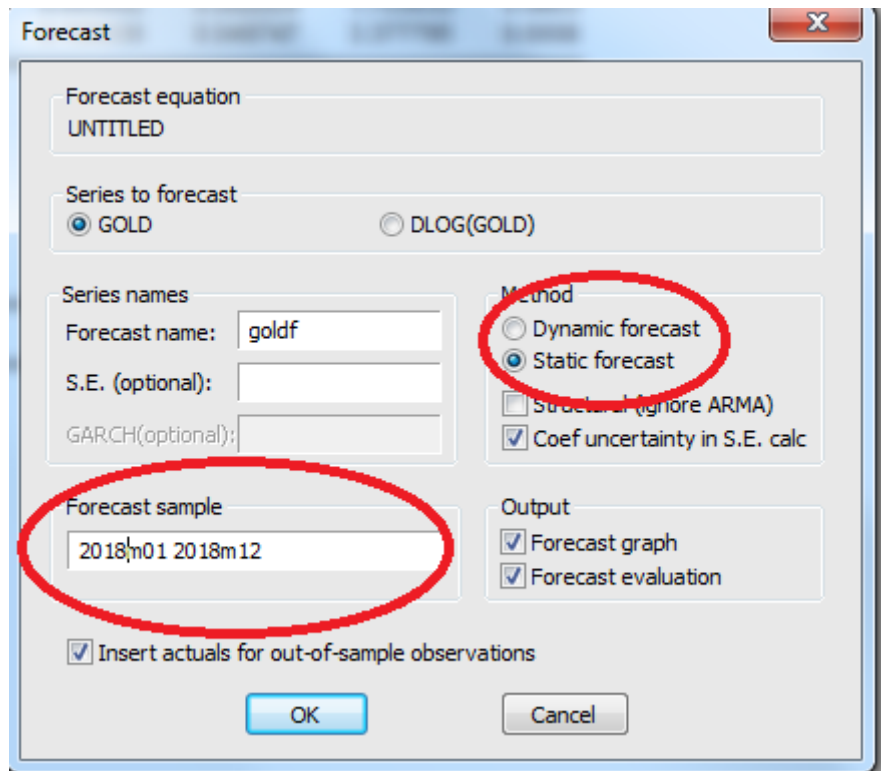 Forecast
Forecast equation
UNTITLED
Series to forecast
GOLD DLOG(GOLD)
Series names
Forecast name: goldf
S.E. (optional):
GARCH(optional):
Method
Dynamic forecast
Static forecast
Structural (ignore ARMA)
Coef uncertainty in S.E. calc
Forecast sample
2018m01 2018m12
Output
Forecast graph
Forecast evaluation
Insert actuals for out-of-sample observations
OK Cancel